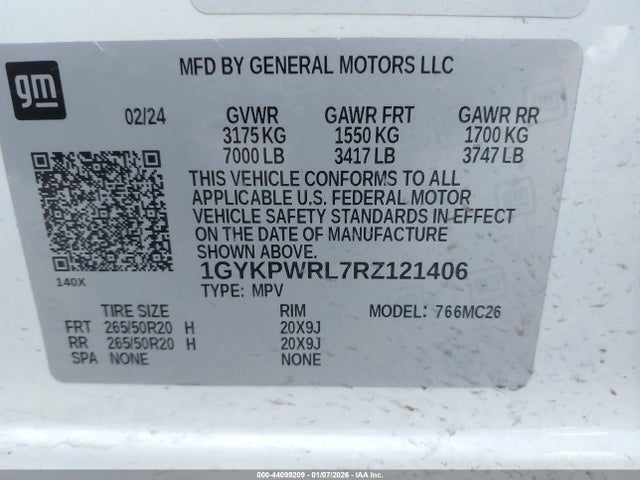 gm
MFD BY GENERAL MOTORS LLC
02/24 GVWR GAWR FRT GAWR RR
3175 KG 1550 KG 1700 KG
7000 LB 3417 LB 3747 LB
THIS VEHICLE CONFORMS TO ALL
APPLICABLE U.S. FEDERAL MOTOR
VEHICLE SAFETY STANDARDS IN EFFECT
ON THE DATE OF MANUFACTURE
SHOWN ABOVE.
1GYKPWRL7RZ121406
140X
TYPE: MPV
TIRE SIZE RIM MODEL: 766MC26
FRT 265/50R20 H 20X9J
RR 265/50R20 H 20X9J
SPA NONE NONE
000-44099209 | 01/07/2026 | IAA Inc.